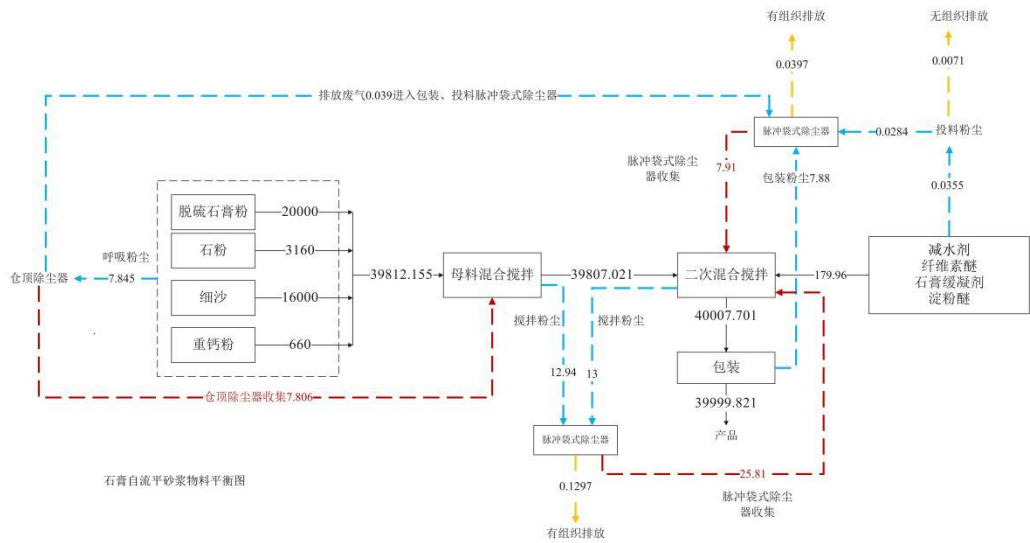 有组织排放
无组织排放
0.0397
0.0071
排放废气0.039进入包装、投料脉冲袋式除尘器
脉冲袋式除尘器
0.0284
投料粉尘
脉冲袋式除尘
器收集
7.91
包装粉尘7.88
0.0355
脱硫石膏粉
20000
石粉
3160
呼吸粉尘
仓顶除尘器
7.845
39812.155
母料混合搅拌
39807.021
二次混合搅拌
179.96
减水剂
纤维素醚
石膏缓凝剂
淀粉醚
细沙
16000
搅拌粉尘
搅拌粉尘
40007.701
重钙粉
660
包装
12.94
13
仓顶除尘器收集7.806
39999.821
产品
脉冲袋式除尘器
石膏自流平砂浆物料平衡图
0.1297
25.81
脉冲袋式除尘
器收集
有组织排放